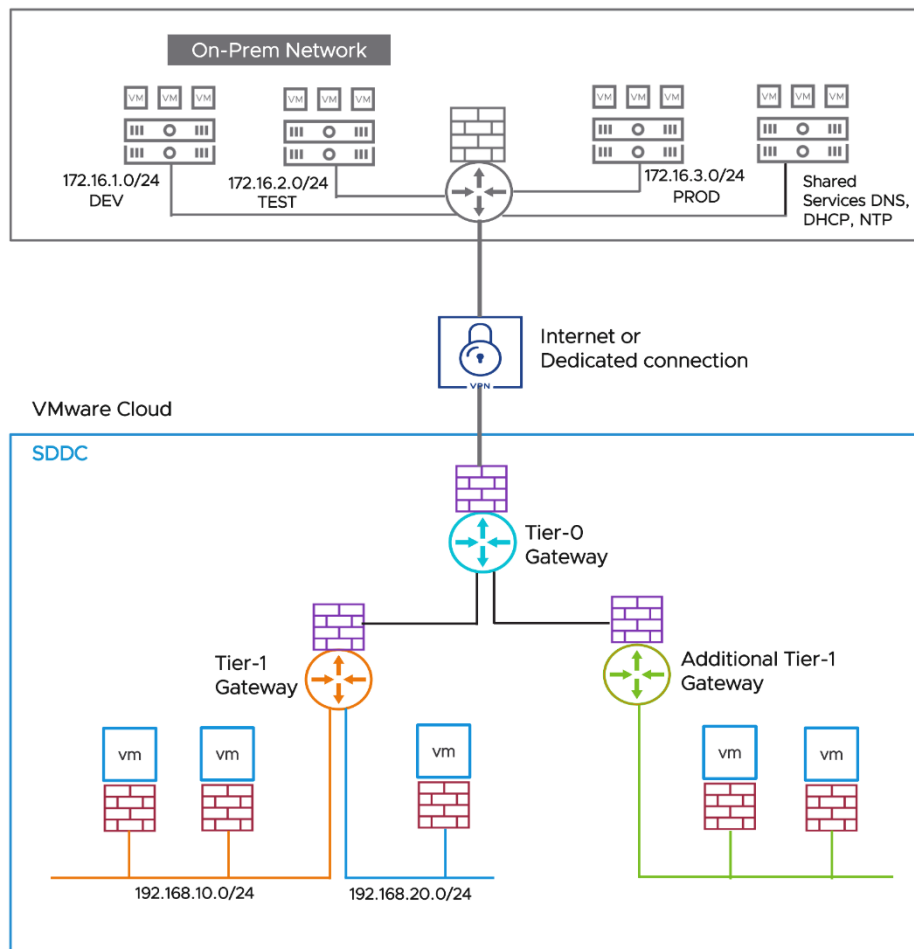 On-Prem Network
VM VM VM
VM VM VM
VM VM VM
VM VM VM
172.16.1.0/24
DEV
172.16.2.0/24
TEST
172.16.3.0/24
PROD
Shared
Services DNS,
DHCP, NTP
Internet or
Dedicated connection
VPN
VMware Cloud
SDDC
Tier-0
Gateway
Tier-1
Gateway
Additional Tier-1
Gateway
vm
vm
vm
vm
vm
192.168.10.0/24
192.168.20.0/24